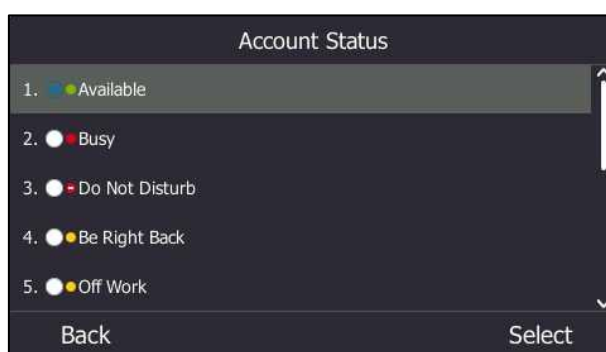 Account Status
1. Available
2. Busy
3. Do Not Disturb
4. Be Right Back
5. Off Work
Back Select